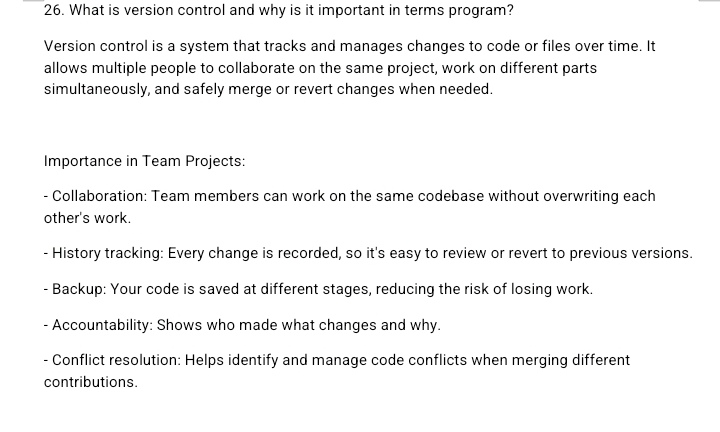 26. What is version control and why is it important in terms program?
Version control is a system that tracks and manages changes to code or files over time. It
allows multiple people to collaborate on the same project, work on different parts
simultaneously, and safely merge or revert changes when needed.
Importance in Team Projects:
- Collaboration: Team members can work on the same codebase without overwriting each
other's work.
- History tracking: Every change is recorded, so it's easy to review or revert to previous versions.
- Backup: Your code is saved at different stages, reducing the risk of losing work.
- Accountability: Shows who made what changes and why.
- Conflict resolution: Helps identify and manage code conflicts when merging different
contributions.